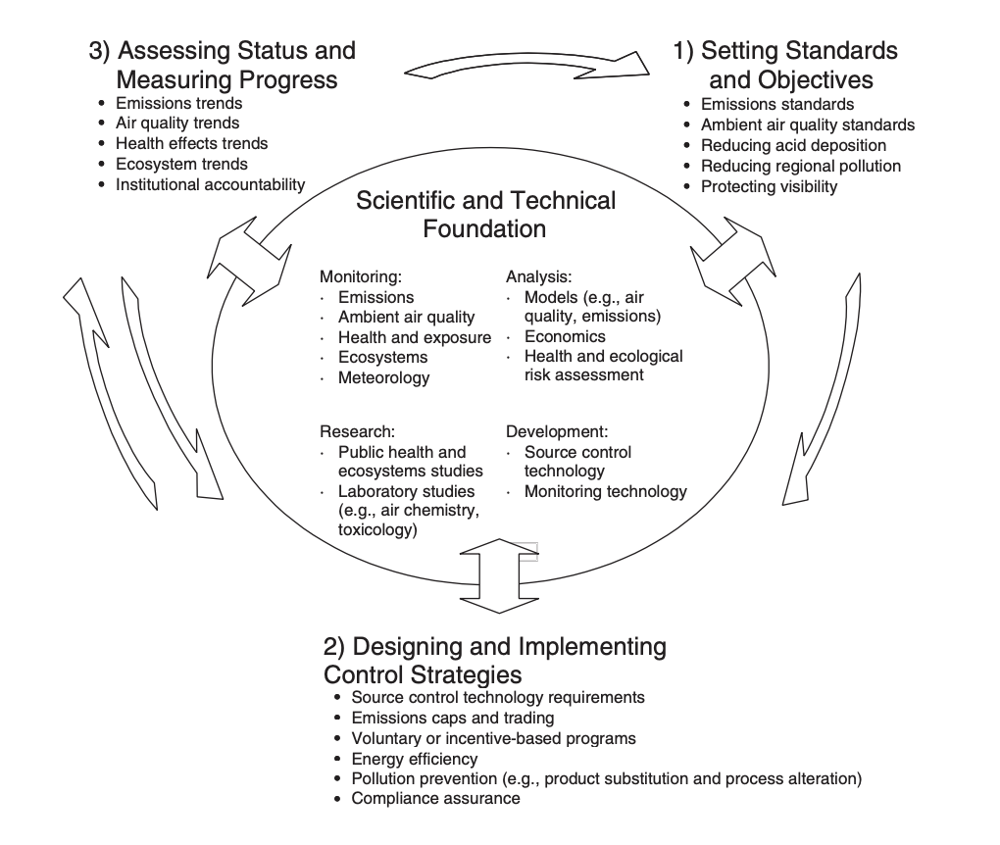 3) Assessing Status and
Measuring Progress
• Emissions trends
• Air quality trends
• Health effects trends
• Ecosystem trends
• Institutional accountability
1) Setting Standards
and Objectives
• Emissions standards
• Ambient air quality standards
• Reducing acid deposition
• Reducing regional pollution
• Protecting visibility
Scientific and Technical
Foundation
Monitoring:
· Emissions
· Ambient air quality
· Health and exposure
· Ecosystems
· Meteorology
Analysis:
· Models (e.g., air
quality, emissions)
· Economics
· Health and ecological
risk assessment
Research:
· Public health and
ecosystems studies
· Laboratory studies
(e.g., air chemistry,
toxicology)
Development:
· Source control
technology
· Monitoring technology
2) Designing and Implementing
Control Strategies
• Source control technology requirements
• Emissions caps and trading
• Voluntary or incentive-based programs
• Energy efficiency
• Pollution prevention (e.g., product substitution and process alteration)
• Compliance assurance